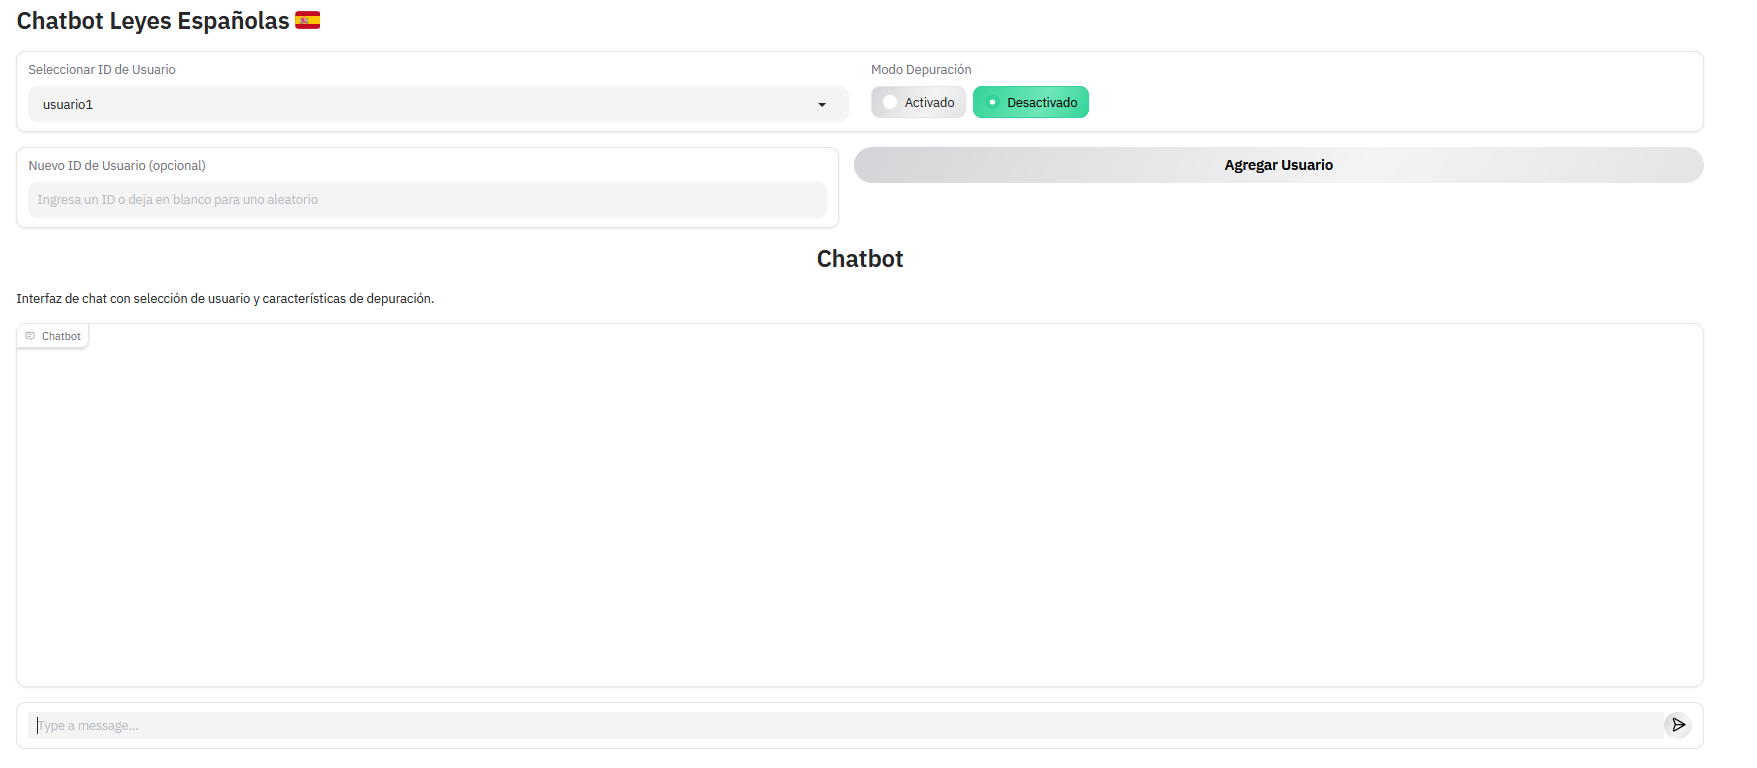 Chatbot Leyes Españolas 🇪🇸
Seleccionar ID de Usuario
usuario1
Modo Depuración
Activado
Desactivado
Nuevo ID de Usuario (opcional)
Ingresa un ID o deja en blanco para uno aleatorio
Agregar Usuario
Chatbot
Interfaz de chat con selección de usuario y características de depuración.
Chatbot
Type a message...